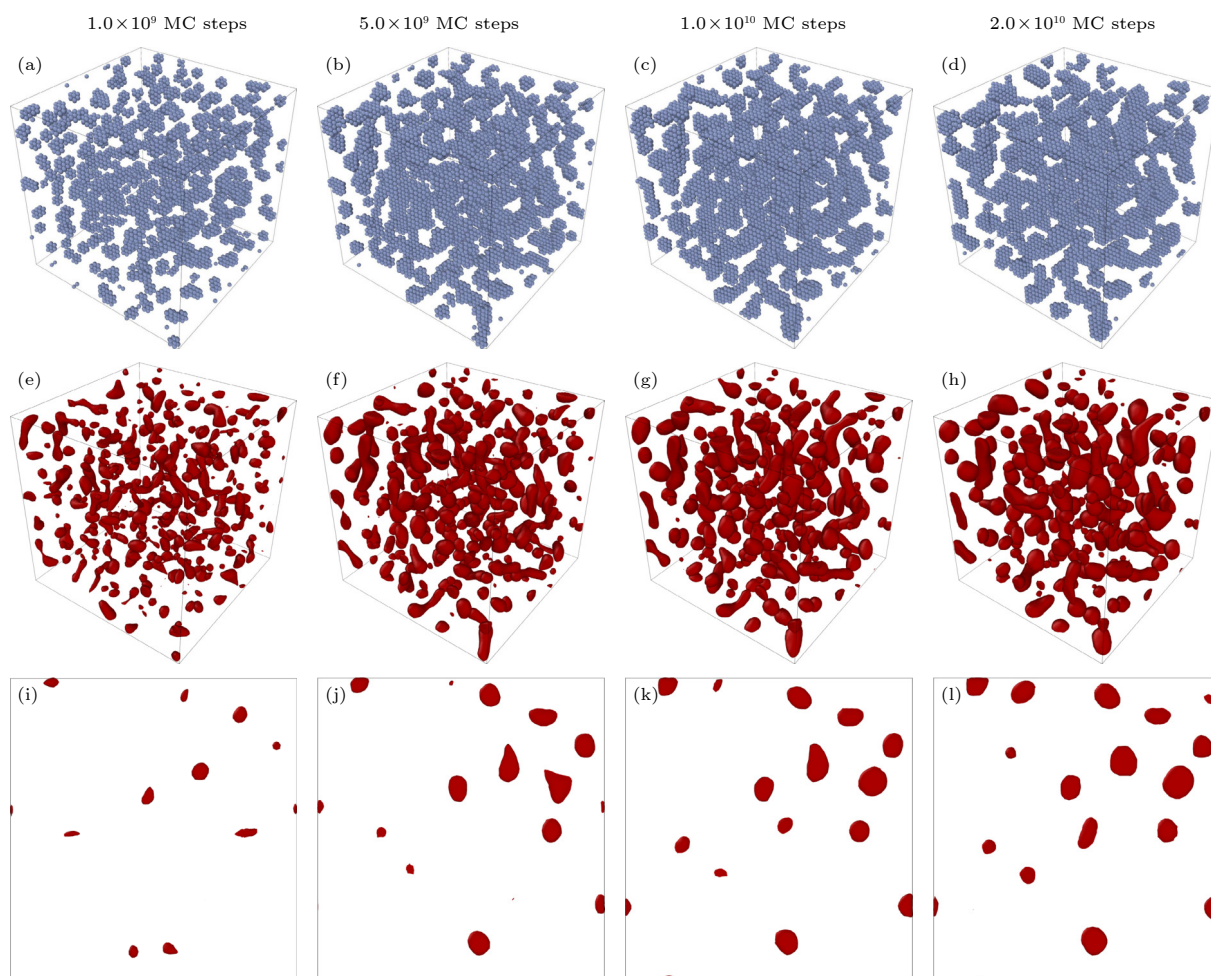 1.0×10⁹ MC steps 5.0×10⁹ MC steps 1.0×10¹⁰ MC steps 2.0×10¹⁰ MC steps
(a) (b) (c) (d)
(e) (f) (g) (h)
(i) (j) (k) (l)